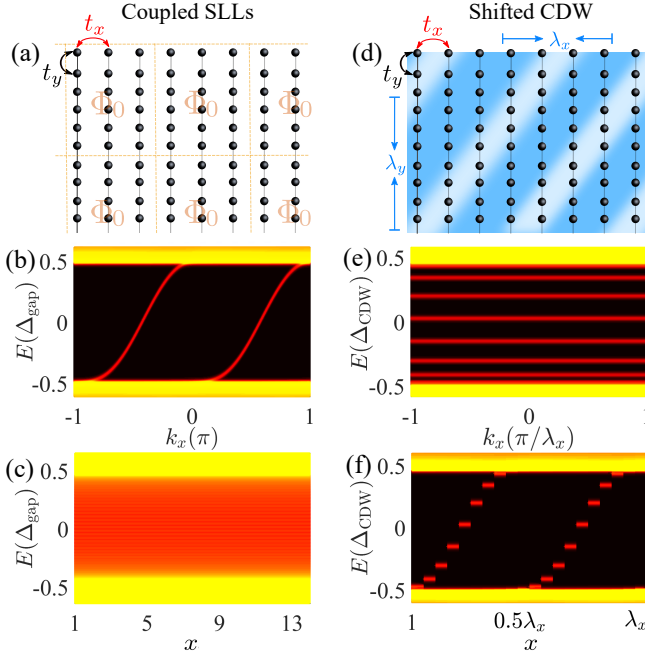 Coupled SLLs
Shifted CDW
(a)
t_x
t_y
Φ_0 Φ_0 Φ_0
Φ_0 Φ_0 Φ_0
(d)
t_x
λ_x
t_y
λ_y
(b)
E(Δ_gap)
0.5
0
-0.5
-1 0 1
k_x(π)
(e)
E(Δ_CDW)
0.5
0
-0.5
-1 0 1
k_x(π/λ_x)
(c)
E(Δ_gap)
0.5
0
-0.5
1 5 9 13
x
(f)
E(Δ_CDW)
0.5
0
-0.5
1 0.5λ_x λ_x
x